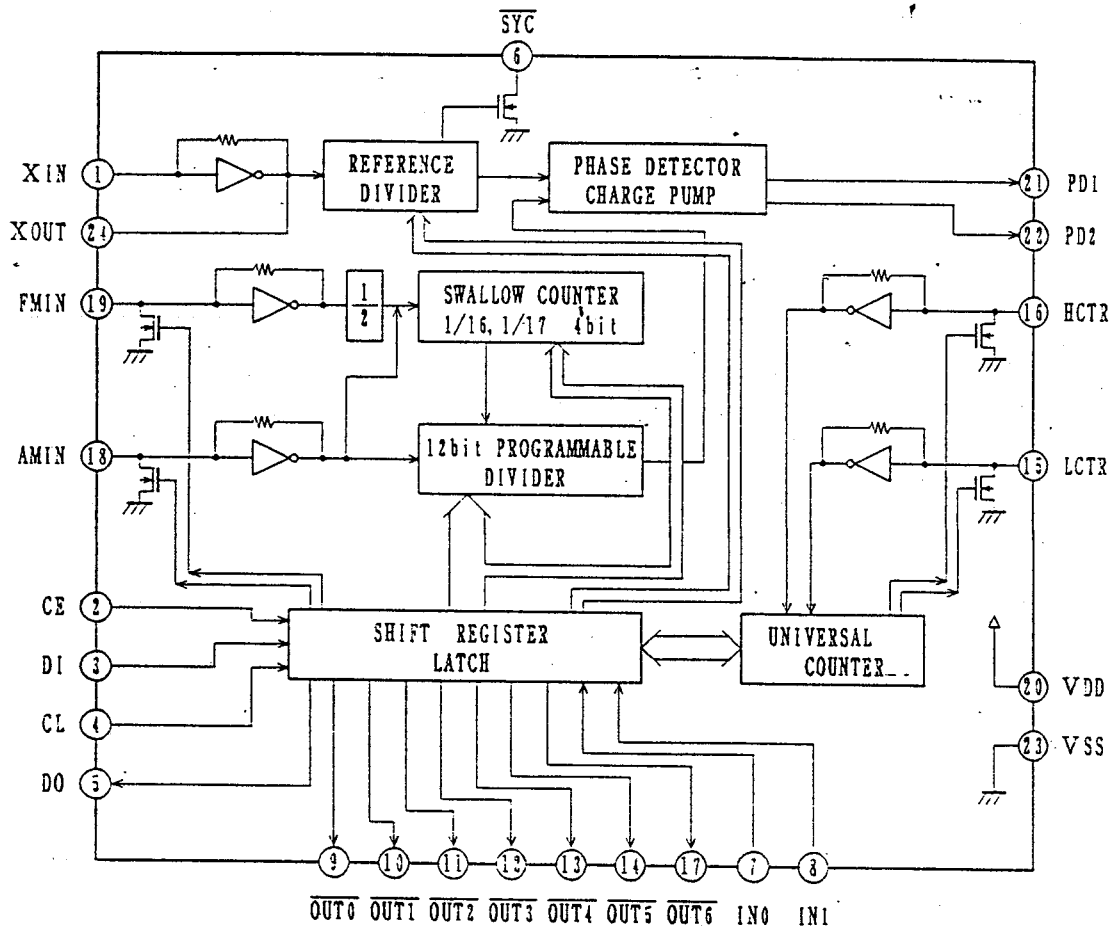 SYC
6
XIN 1
REFERENCE
DIVIDER
PHASE DETECTOR
CHARGE PUMP
21 PD1
XOUT 24
22 PD2
FMIN 19
1
2
SWALLOW COUNTER
1/16, 1/17 4bit
16 HCTR
AMIN 18
12bit PROGRAMMABLE
DIVIDER
15 LCTR
CE 2
DI 3
CL 4
DO 5
SHIFT REGISTER
LATCH
UNIVERSAL
COUNTER
20 VDD
23 VSS
9 10 11 12 13 14 17 7 8
OUT0 OUT1 OUT2 OUT3 OUT4 OUT5 OUT6 IN0 IN1